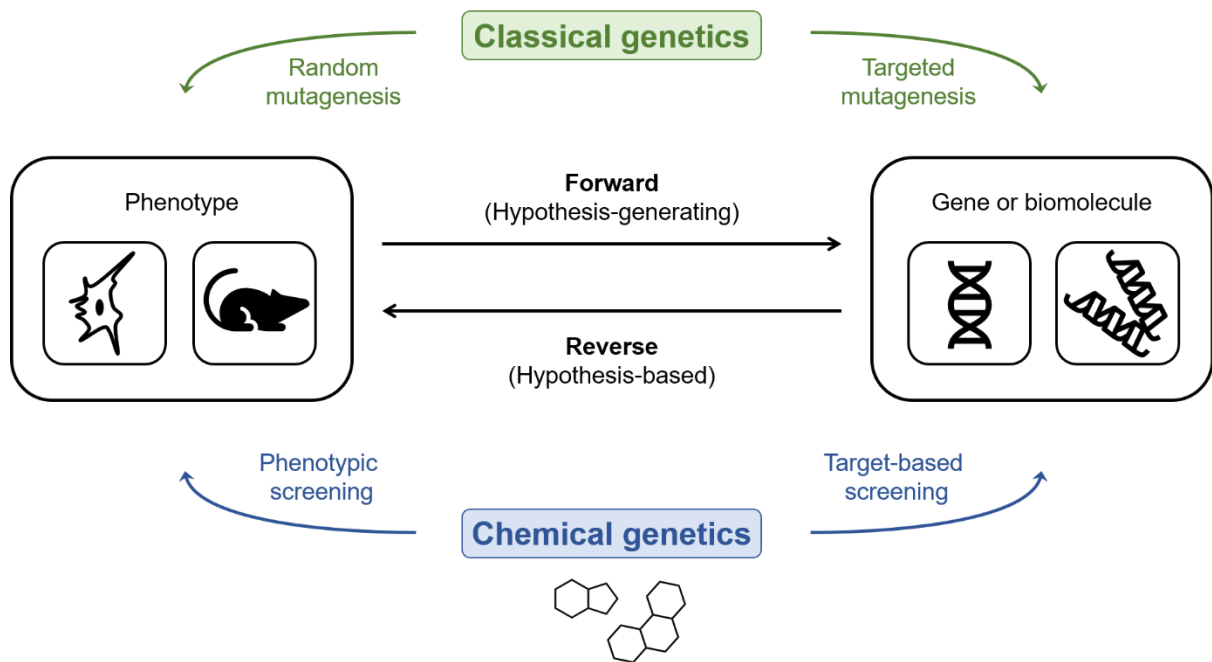 Classical genetics
Random
mutagenesis
Targeted
mutagenesis
Phenotype
Forward
(Hypothesis-generating)
Reverse
(Hypothesis-based)
Gene or biomolecule
Phenotypic
screening
Target-based
screening
Chemical genetics